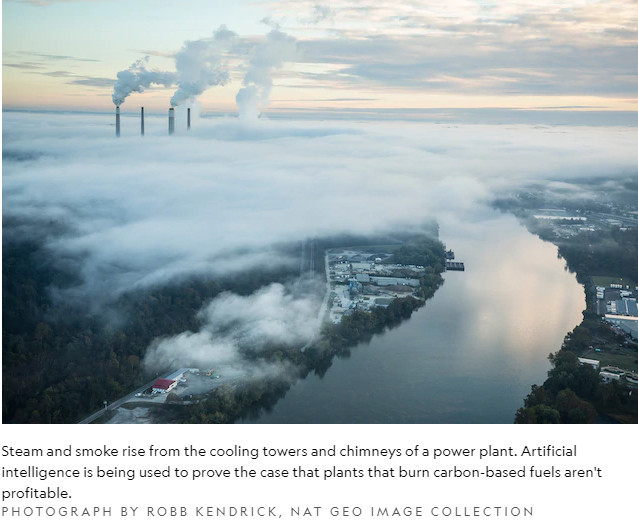 Steam and smoke rise from the cooling towers and chimneys of a power plant. Artificial
intelligence is being used to prove the case that plants that burn carbon-based fuels aren't
profitable.
PHOTOGRAPH BY ROBB KENDRICK, NAT GEO IMAGE COLLECTION